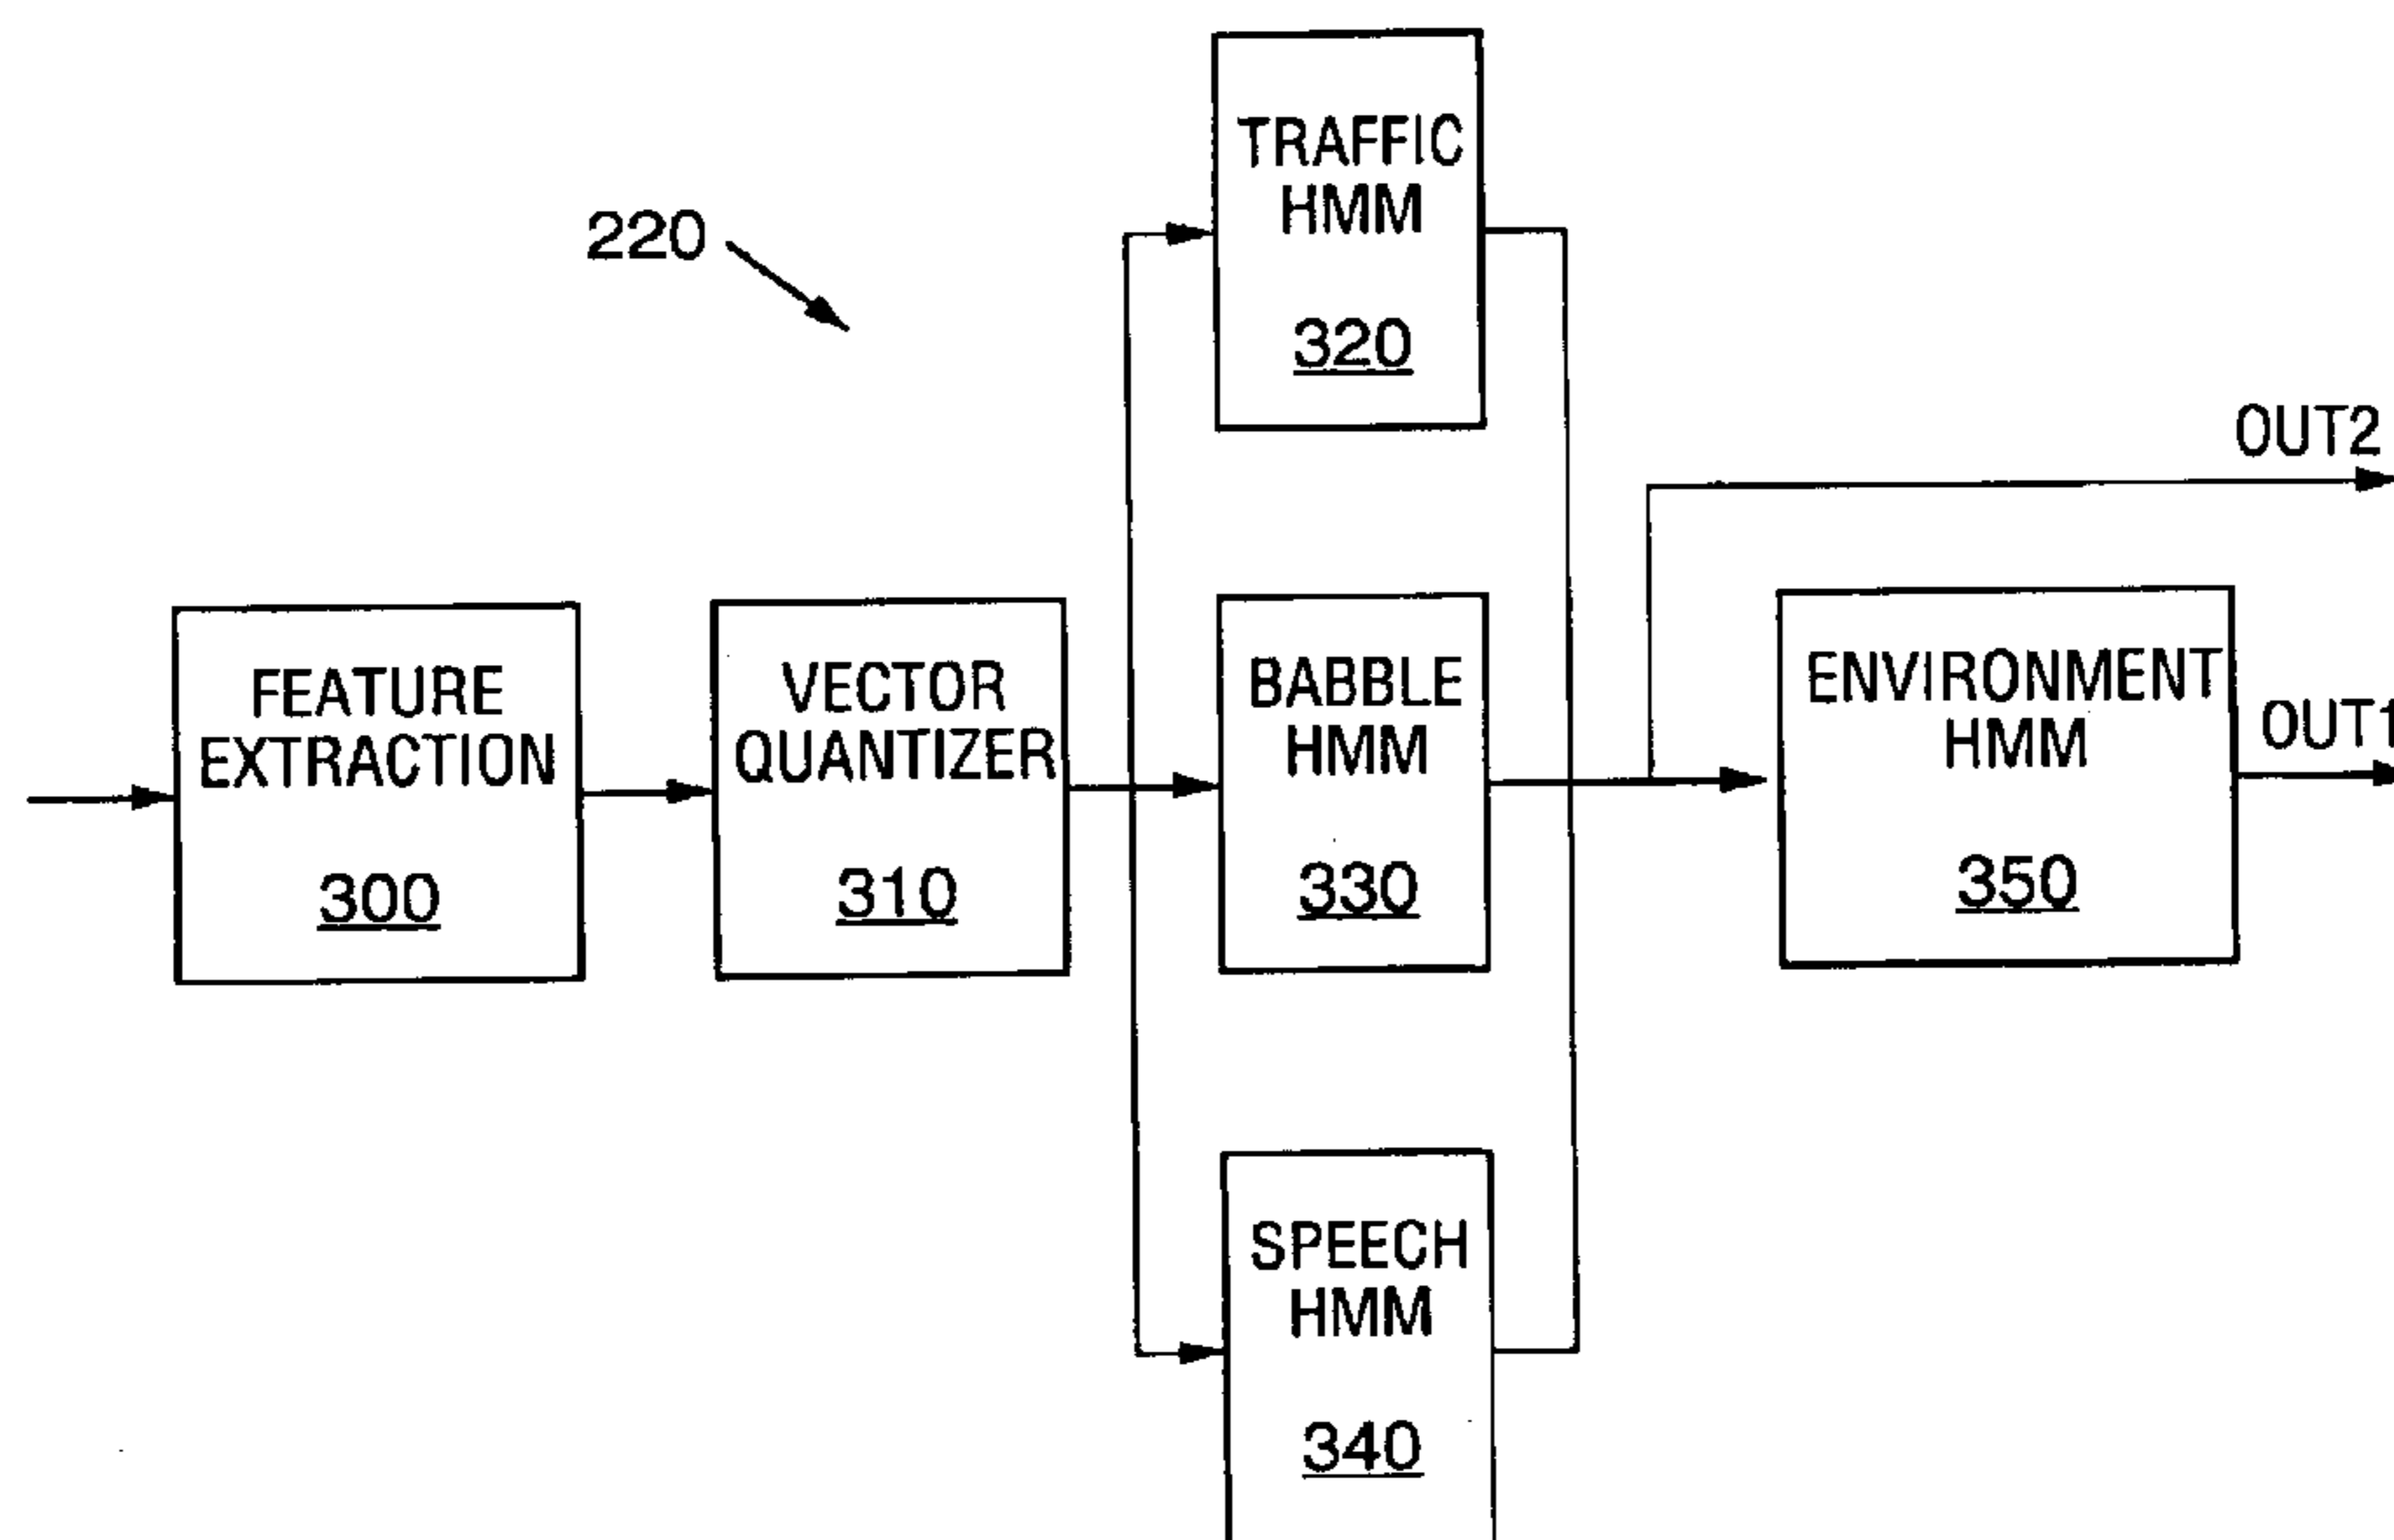 TRAFFIC
HMM
320
220
OUT2
FEATURE
EXTRACTION
300
VECTOR
QUANTIZER
310
BABBLE
HMM
330
ENVIRONMENT
HMM
350
OUT1
SPEECH
HMM
340